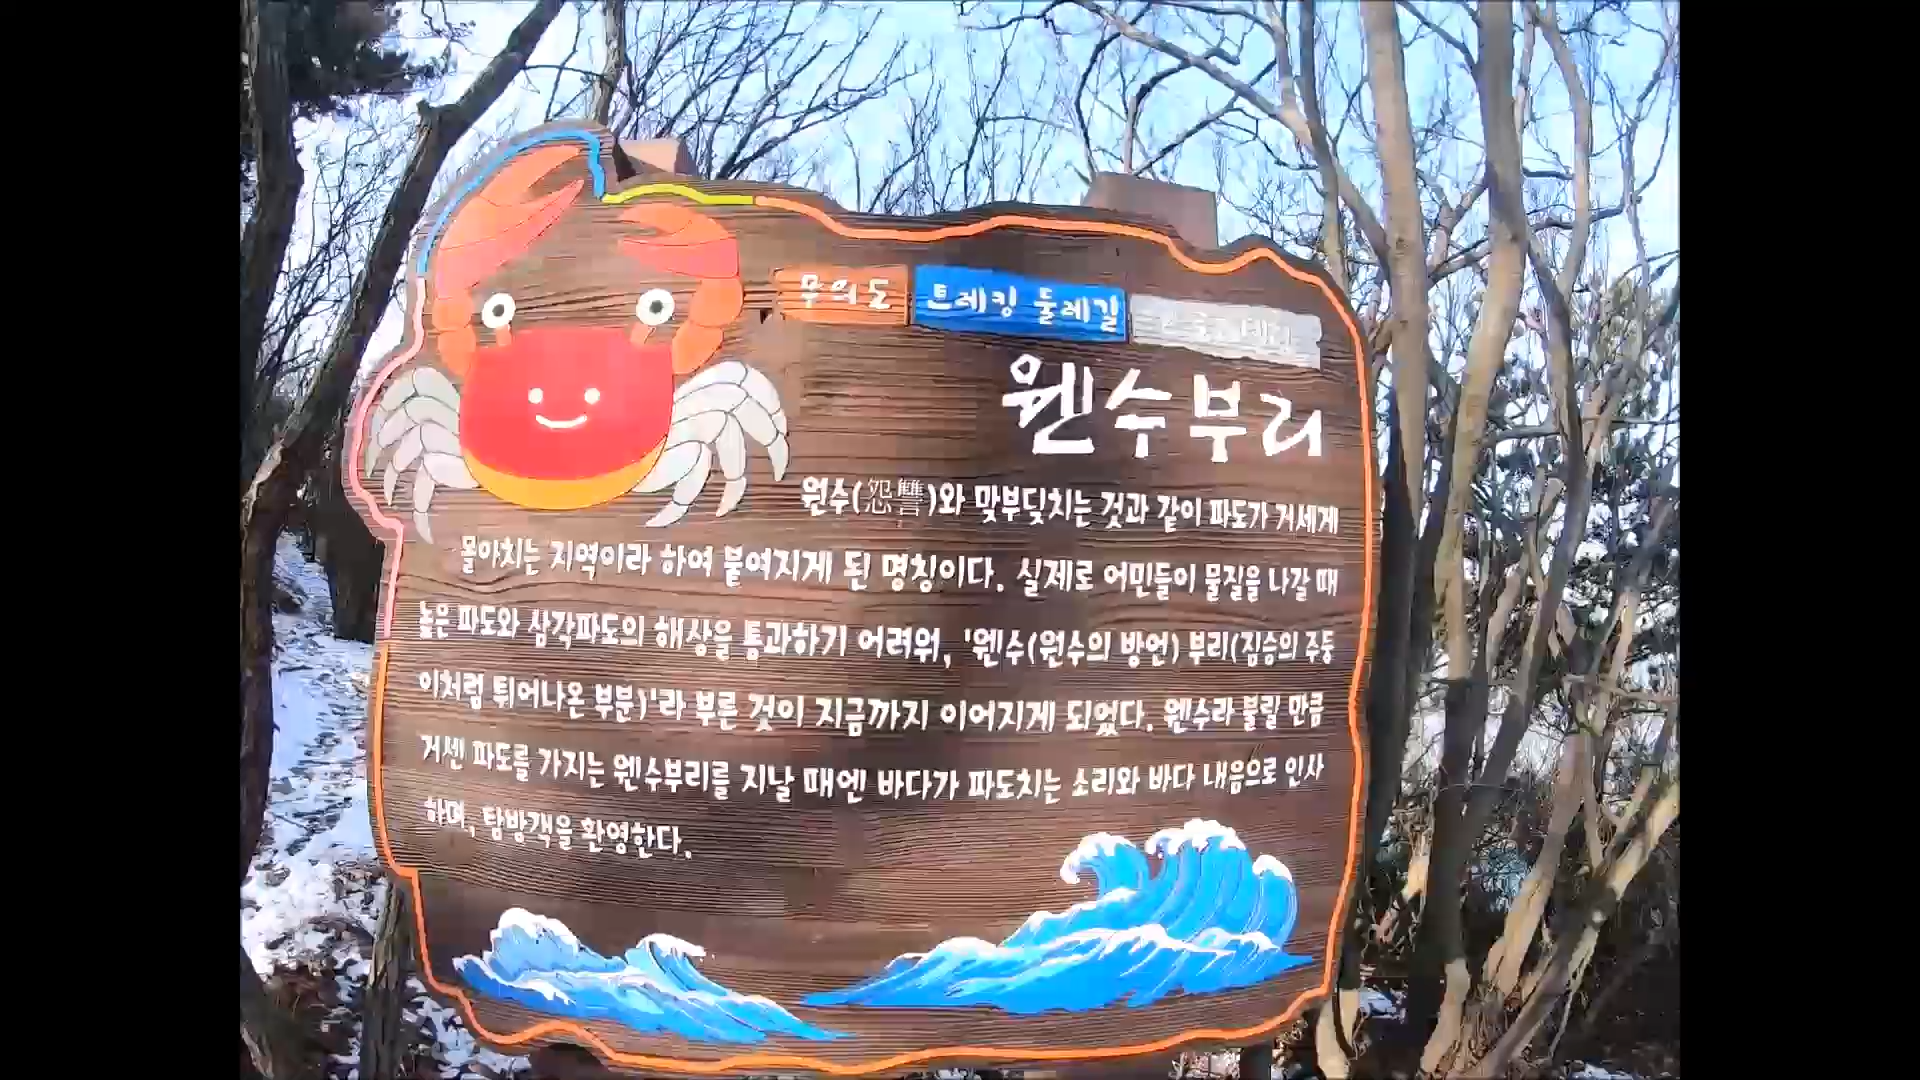 무의도 트레킹 둘레길
웬수부리
원수(怨讐)와 맞부딪치는 것과 같이 파도가 거세게
몰아치는 지역이라 하여 붙여지게 된 명칭이다. 실제로 어민들이 물질을 나갈 때
높은 파도와 삼각파도의 해상을 통과하기 어려워, '웬수(원수의 방언) 부리(짐승의 주둥
이처럼 튀어나온 부분)'라 부른 것이 지금까지 이어지게 되었다. 웬수라 불릴 만큼
거센 파도를 가지는 웬수부리를 지날 때엔 바다가 파도치는 소리와 바다 내음으로 인사
하며, 탐방객을 환영한다.